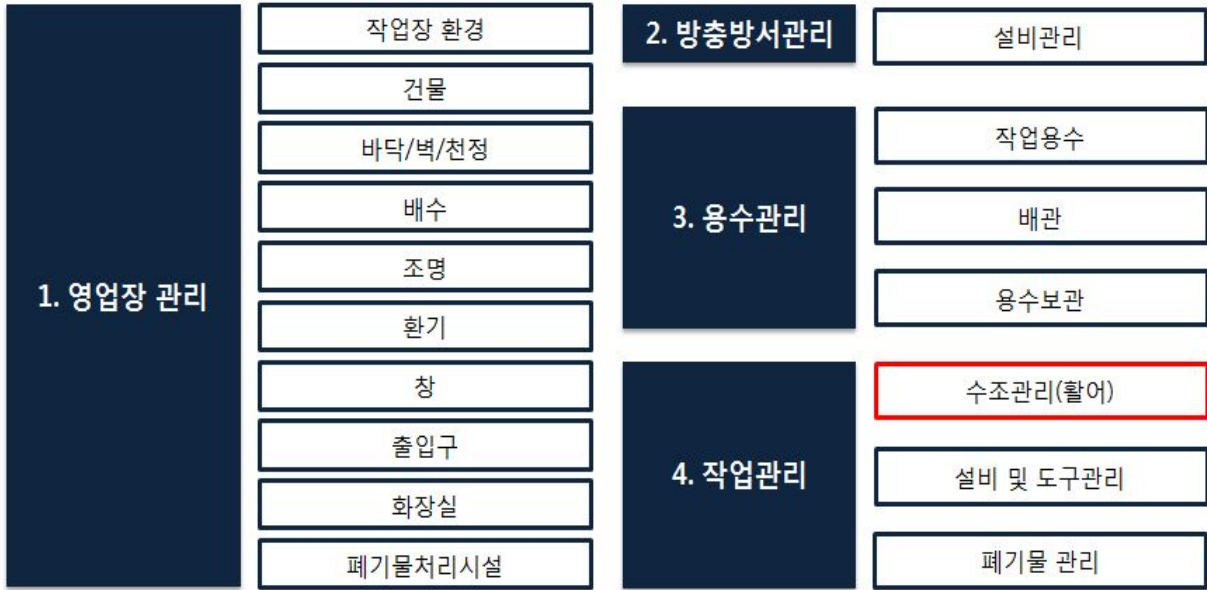 1. 영업장 관리
작업장 환경
건물
바닥/벽/천정
배수
조명
환기
창
출입구
화장실
폐기물처리시설
2. 방충방서관리
설비관리
3. 용수관리
작업용수
배관
용수보관
4. 작업관리
수조관리(활어)
설비 및 도구관리
폐기물 관리